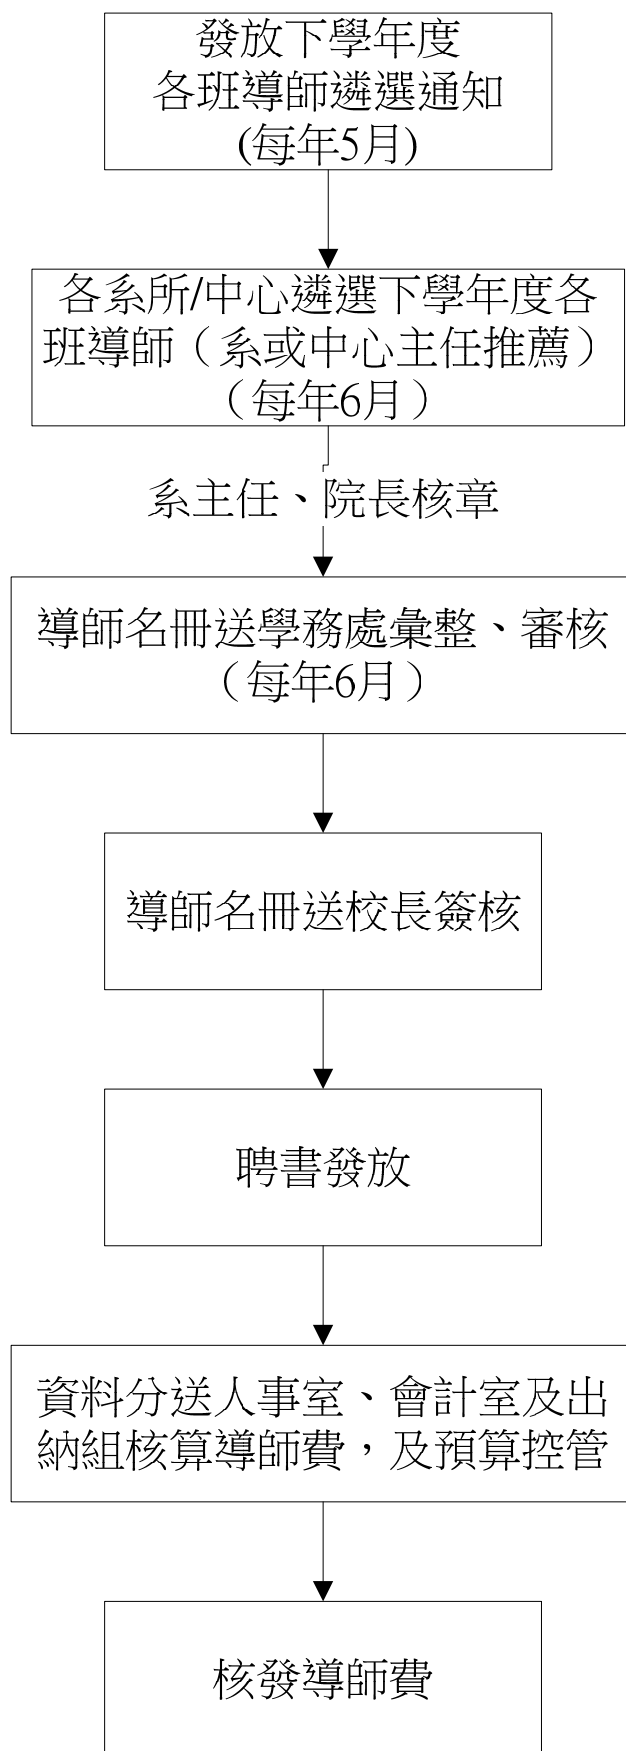 發放下學年度
各班導師遴選通知
(每年5月)
各系所/中心遴選下學年度各
班導師（系或中心主任推薦）
（每年6月）
系主任、院長核章
導師名冊送學務處彙整、審核
（每年6月）
導師名冊送校長簽核
聘書發放
資料分送人事室、會計室及出
納組核算導師費，及預算控管
核發導師費